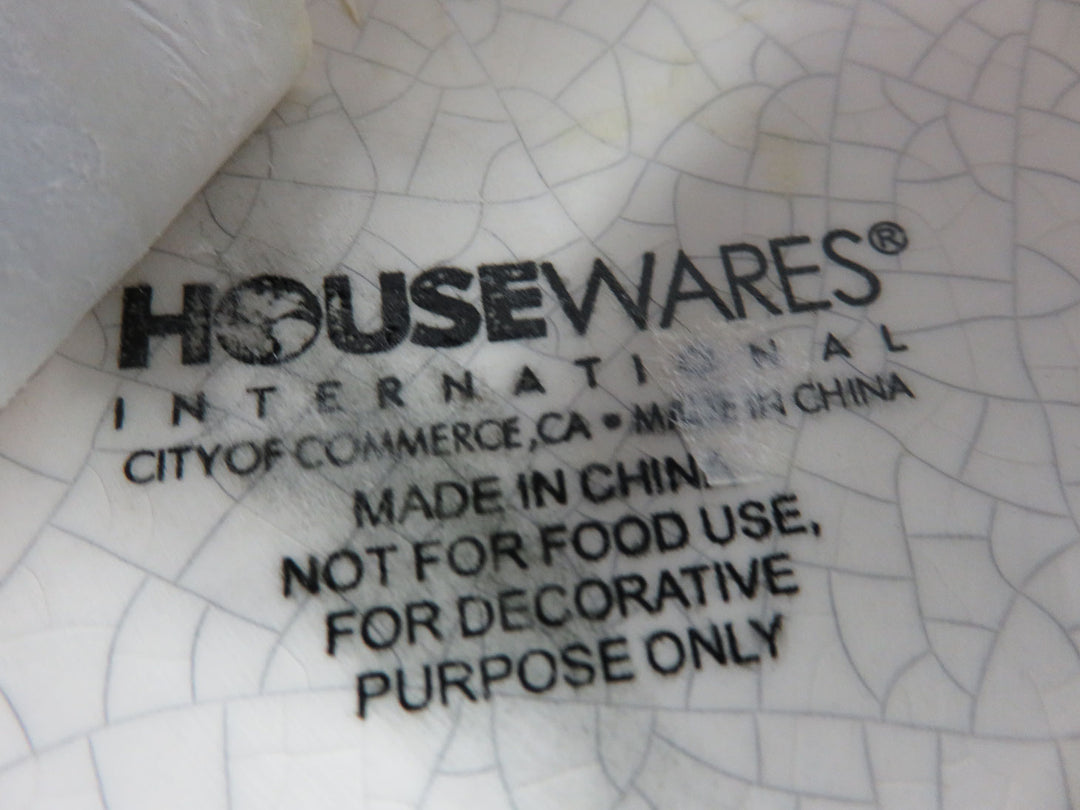 HOUSEWARES®
INTERNATIONAL
CITY OF COMMERCE, CA • MADE IN CHINA
MADE IN CHINA
NOT FOR FOOD USE,
FOR DECORATIVE
PURPOSE ONLY